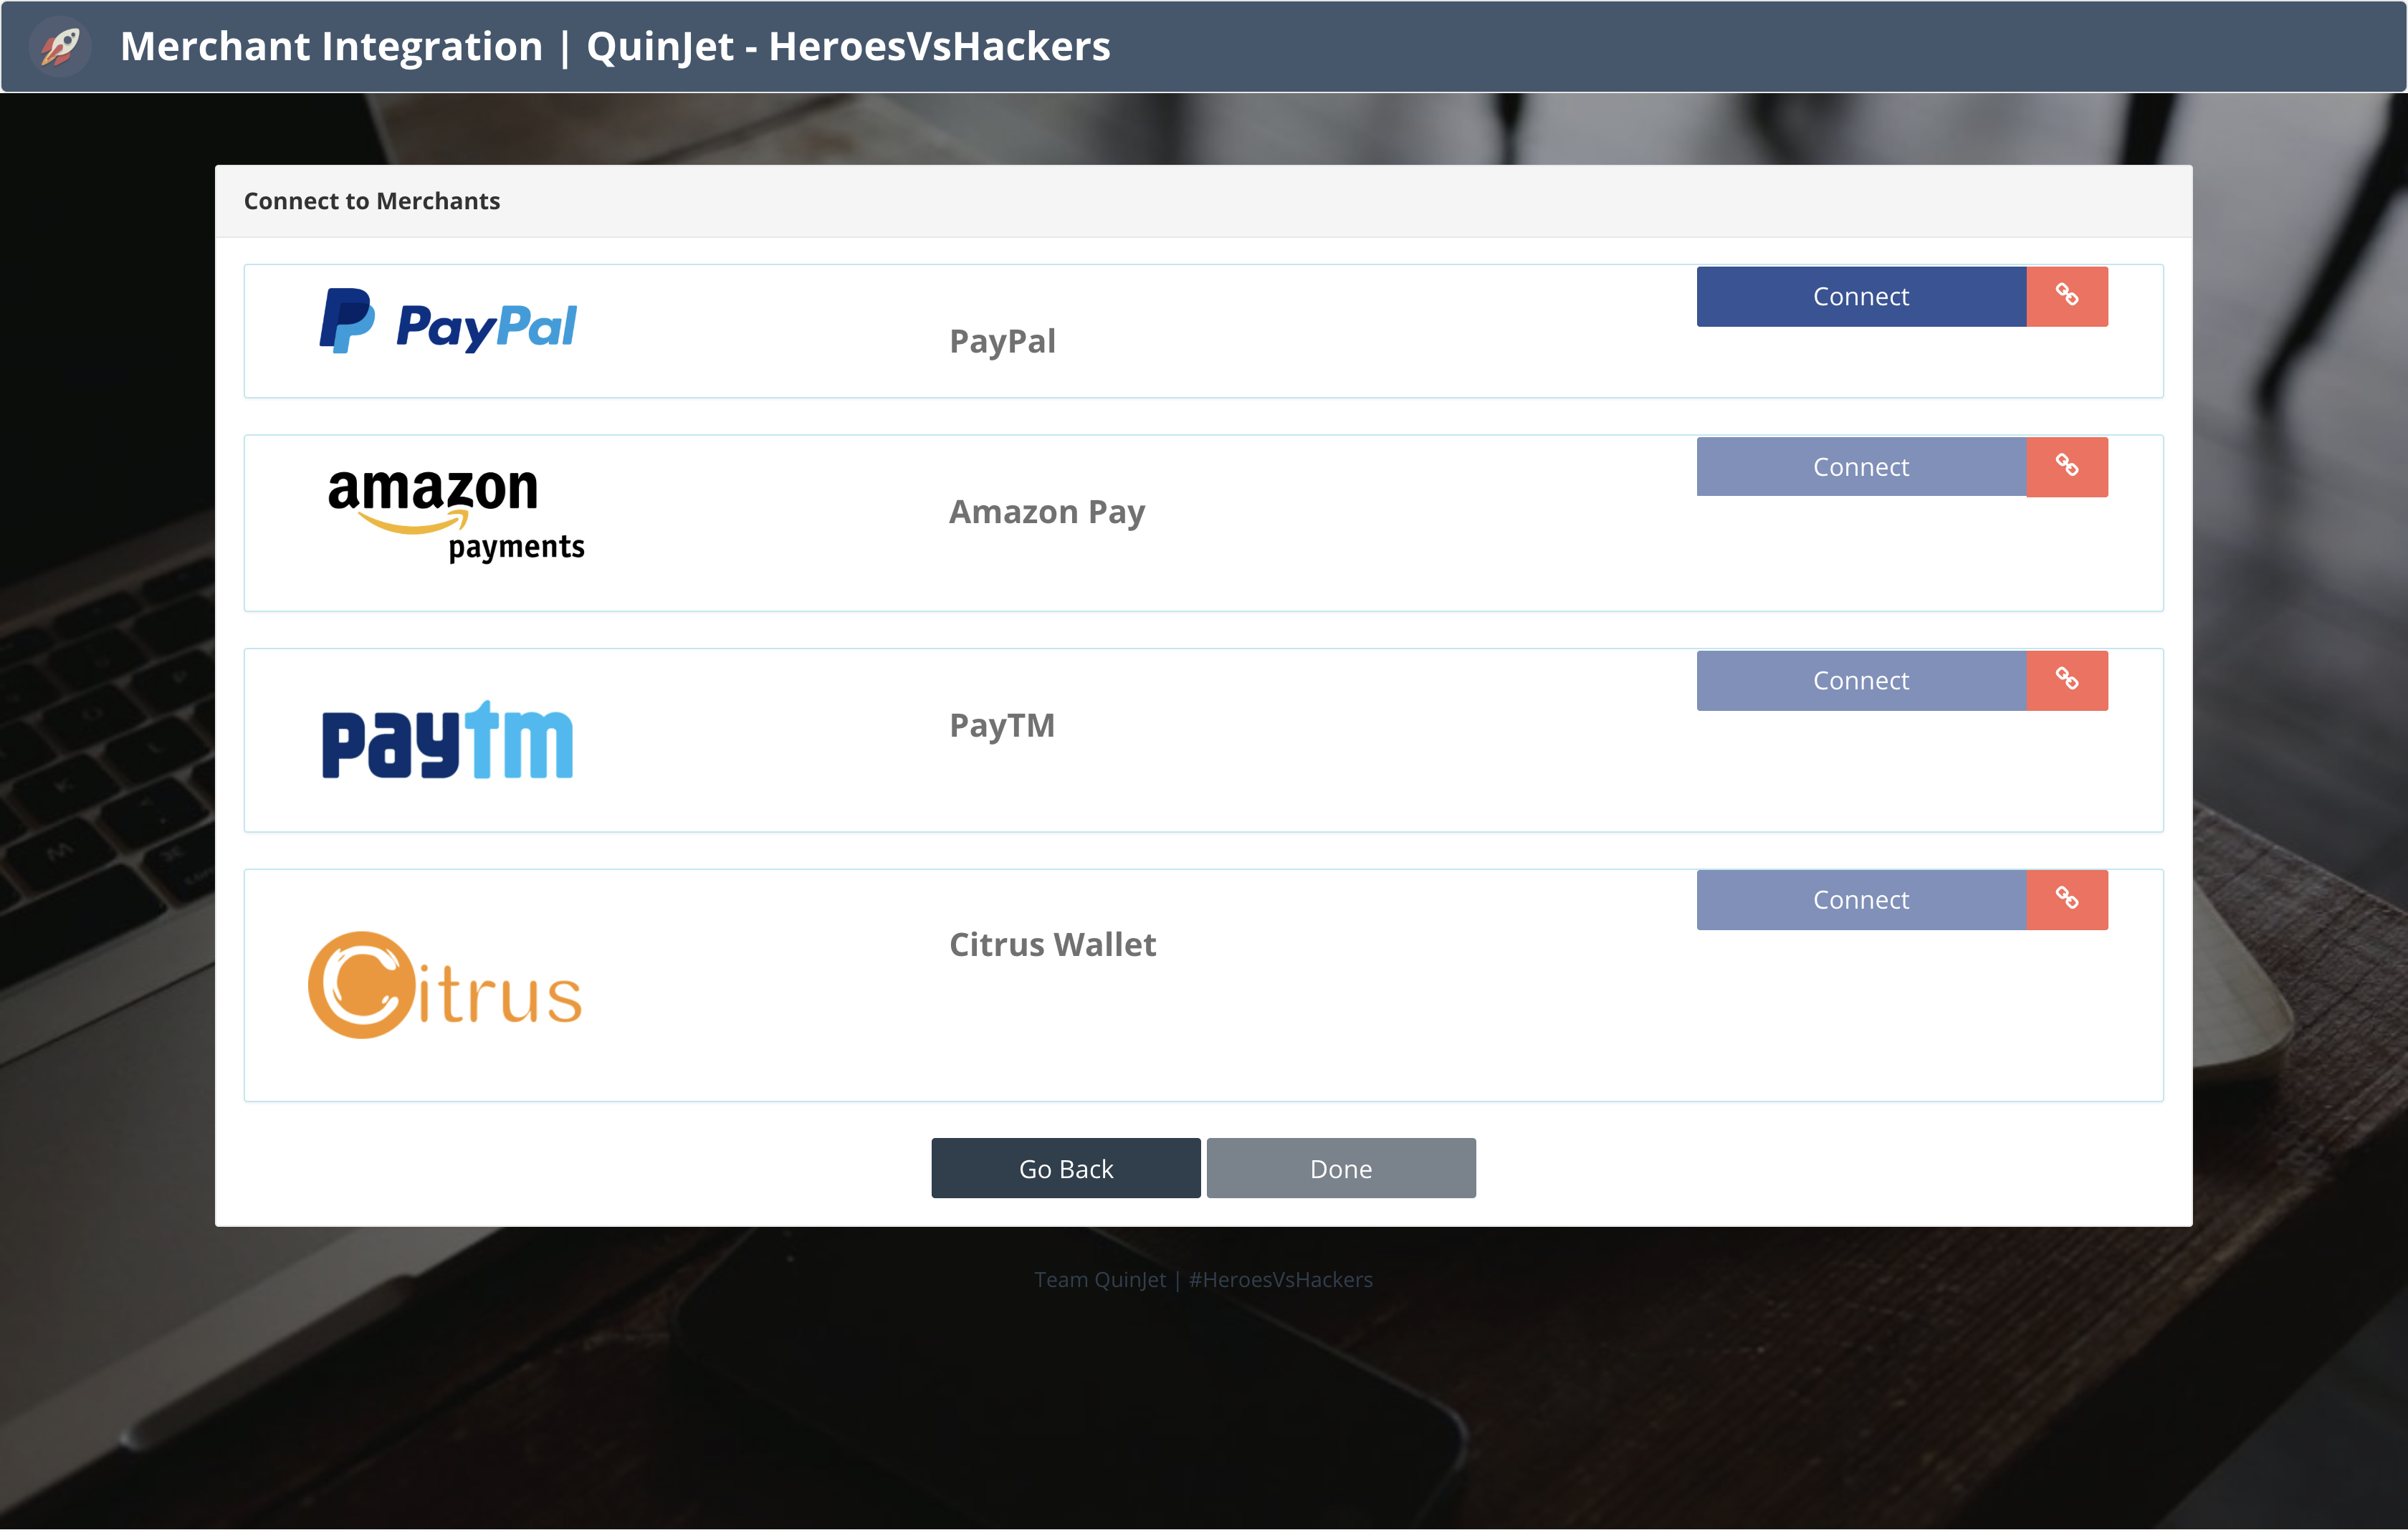 Merchant Integration | QuinJet - HeroesVsHackers
Connect to Merchants
PayPal
PayPal
Connect
amazon
payments
Amazon Pay
Connect
paytm
PayTM
Connect
Citrus
Citrus Wallet
Connect
Go Back
Done
Team QuinJet | #HeroesVsHackers